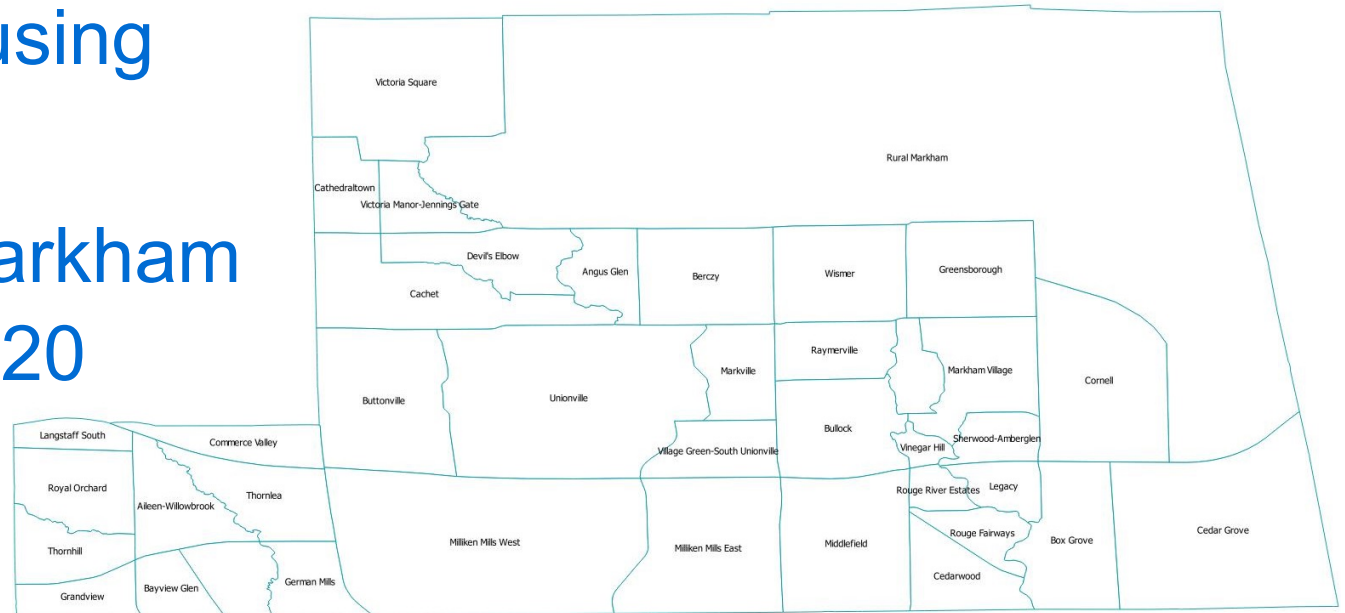 using
arkham
20
Victoria Square
Rural Markham
Cathedraltown
Victoria Manor-Jennings Gate
Devil's Elbow
Angus Glen
Berczy
Wismer
Greensborough
Cachet
Raymerville
Markham Village
Markville
Cornell
Buttonville
Unionville
Bullock
Langstaff South
Commerce Valley
Village Green-South Unionville
Vinegar Hill
Sherwood-Amberglen
Royal Orchard
Aileen-Willowbrook
Thornlea
Rouge River Estates
Legacy
Thornhill
Milliken Mills West
Milliken Mills East
Middlefield
Rouge Fairways
Box Grove
Cedar Grove
Cedarwood
Grandview
Bayview Glen
German Mills